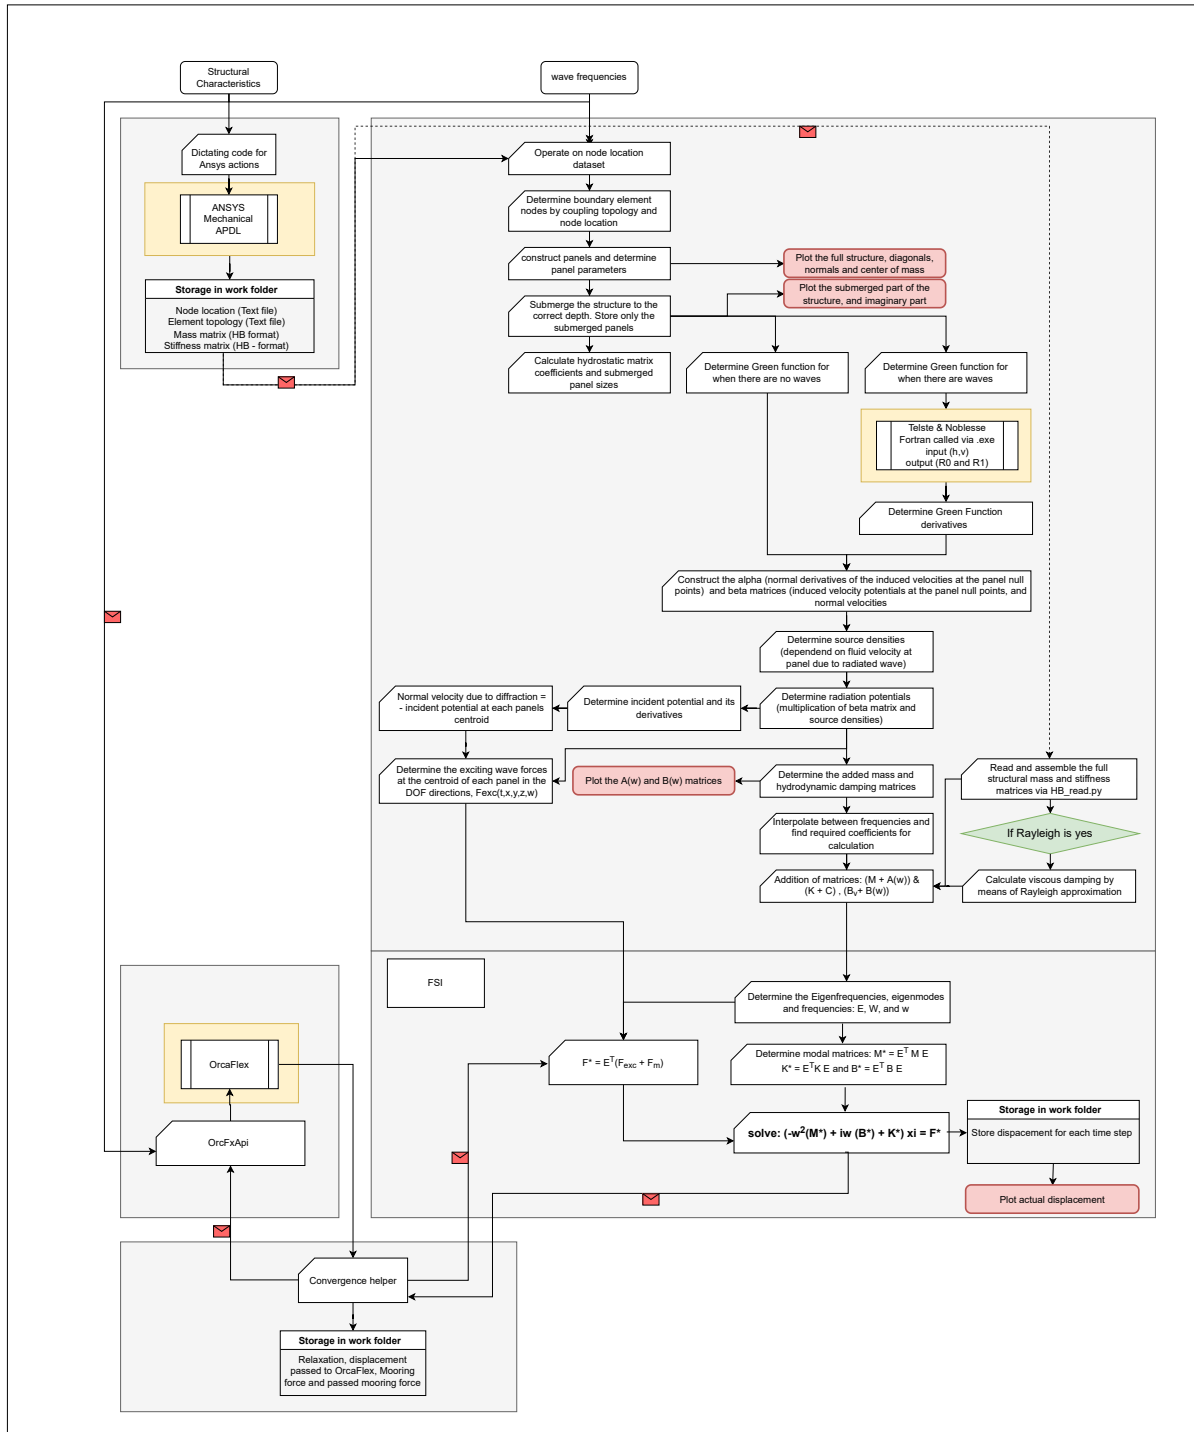 Structural
Characteristics
wave frequencies
Dictating code for
Ansys actions
ANSYS
Mechanical
APDL
Storage in work folder
Node location (Text file)
Element topology (Text file)
Mass matrix (HB format)
Stiffness matrix (HB - format)
Operate on node location
dataset
Determine boundary element
nodes by coupling topology and
node location
construct panels and determine
panel parameters
Plot the full structure, diagonals,
normals and center of mass
Plot the submerged part of the
structure, and imaginary part
Submerge the structure to the
correct depth. Store only the
submerged panels
Calculate hydrostatic matrix
coefficients and submerged
panel sizes
Determine Green function for
when there are no waves
Determine Green function for
when there are waves
Telste & Noblesse
Fortran called via .exe
input (h,v)
output (R0 and R1)
Determine Green Function
derivatives
Construct the alpha (normal derivatives of the induced velocities at the panel null
points)  and beta matrices (induced velocity potentials at the panel null points, and
normal velocities
Determine source densities
(dependend on fluid velocity at
panel due to radiated wave)
Determine radiation potentials
(multiplication of beta matrix and
source densities)
Determine incident potential and its
derivatives
Normal velocity due to diffraction =
- incident potential at each panels
centroid
Determine the exciting wave forces
at the centroid of each panel in the
DOF directions, Fexc(t,x,y,z,w)
Plot the A(w) and B(w) matrices
Determine the added mass and
hydrodynamic damping matrices
Read and assemble the full
structural mass and stiffness
matrices via HB_read.py
Interpolate between frequencies and
find required coefficients for
calculation
If Rayleigh is yes
Addition of matrices: (M + A(w)) &
(K + C) , (Bv+ B(w))
Calculate viscous damping by
means of Rayleigh approximation
FSI
Determine the Eigenfrequencies, eigenmodes
and frequencies: E, W, and w
OrcaFlex
F* = E^T(F_exc + F_m)
Determine modal matrices: M* = E^T M E
K* = E^T K E and B* = E^T B E
OrcFxApi
solve: (-w²(M*) + iw (B*) + K*) xi = F*
Storage in work folder
Store dispacement for each time step
Plot actual displacement
Convergence helper
Storage in work folder
Relaxation, displacement
passed to OrcaFlex, Mooring
force and passed mooring force